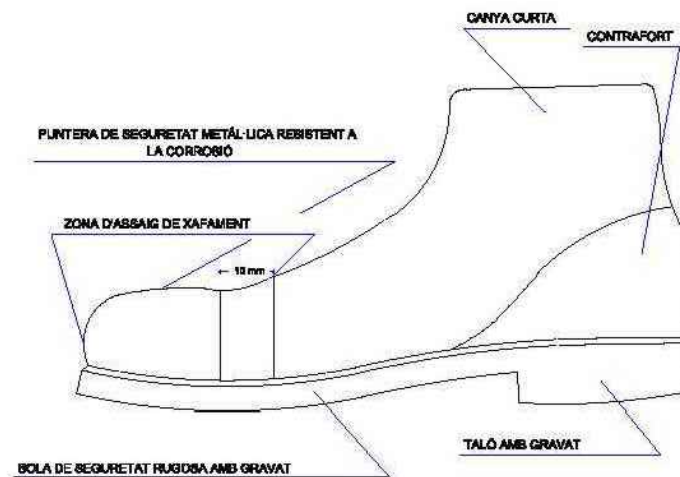 CANYA CURTA
CONTRAFORT
PUNTERA DE SEGURETAT METÀL·LICA RESISTENT A
LA CORROSIÓ
ZONA D'ASSAIG DE XAFAMENT
10 mm
TALÓ AMB GRAVAT
SOLA DE SEGURETAT RUGOSA AMB GRAVAT